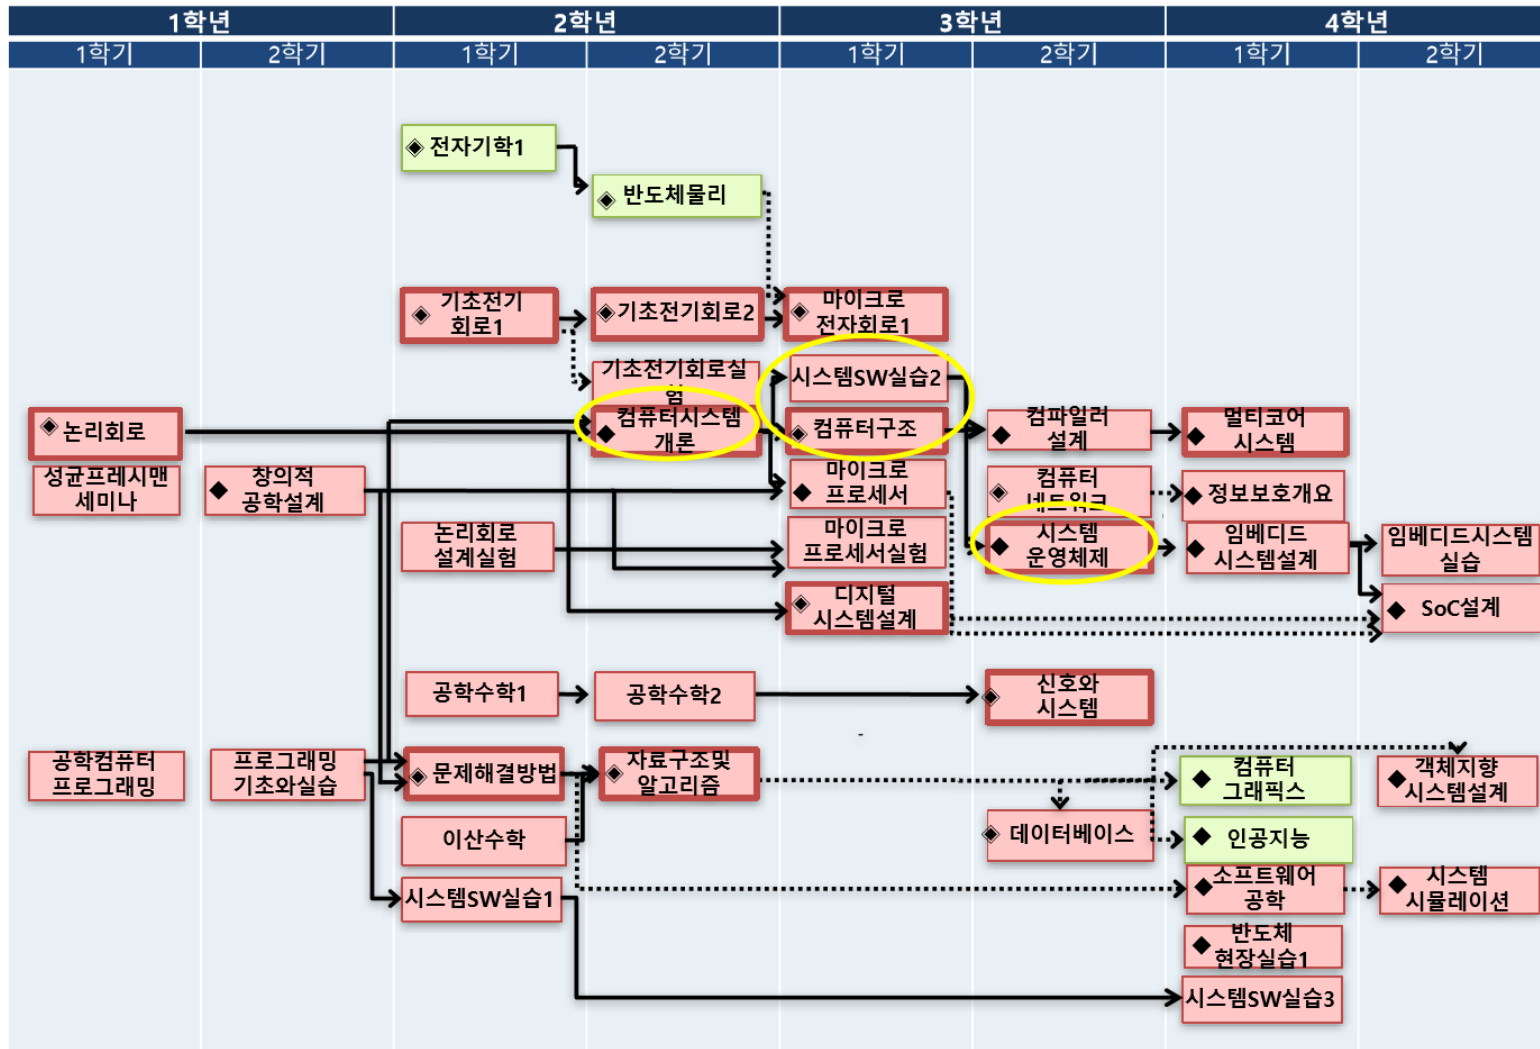 1학년 2학년 3학년 4학년
1학기 2학기 1학기 2학기 1학기 2학기 1학기 2학기
◈ 전자기학1
◈ 반도체물리
◈ 기초전기
회로1
◈ 기초전기회로2
◈ 마이크로
전자회로1
기초전기회로실
험
시스템SW실습2
◈ 논리회로
◆ 컴퓨터시스템
개론
◈ 컴퓨터구조
◆ 컴파일러
설계
◆ 멀티코어
시스템
성균프레시맨
세미나
◆ 창의적
공학설계
◆ 마이크로
프로세서
◈ 컴퓨터
네트워크
◆ 정보보호개요
논리회로
설계실험
마이크로
프로세서실험
◆ 시스템
운영체제
◆ 임베디드
시스템설계
임베디드시스템
실습
◈ 디지털
시스템설계
◆ SoC설계
공학수학1
공학수학2
◈ 신호와
시스템
-
공학컴퓨터
프로그래밍
프로그래밍
기초와실습
◈ 문제해결방법
◈ 자료구조및
알고리즘
◆ 컴퓨터
그래픽스
◆ 객체지향
시스템설계
이산수학
◈ 데이터베이스
◆ 인공지능
시스템SW실습1
◆ 소프트웨어
공학
◆ 시스템
시뮬레이션
◆ 반도체
현장실습1
시스템SW실습3